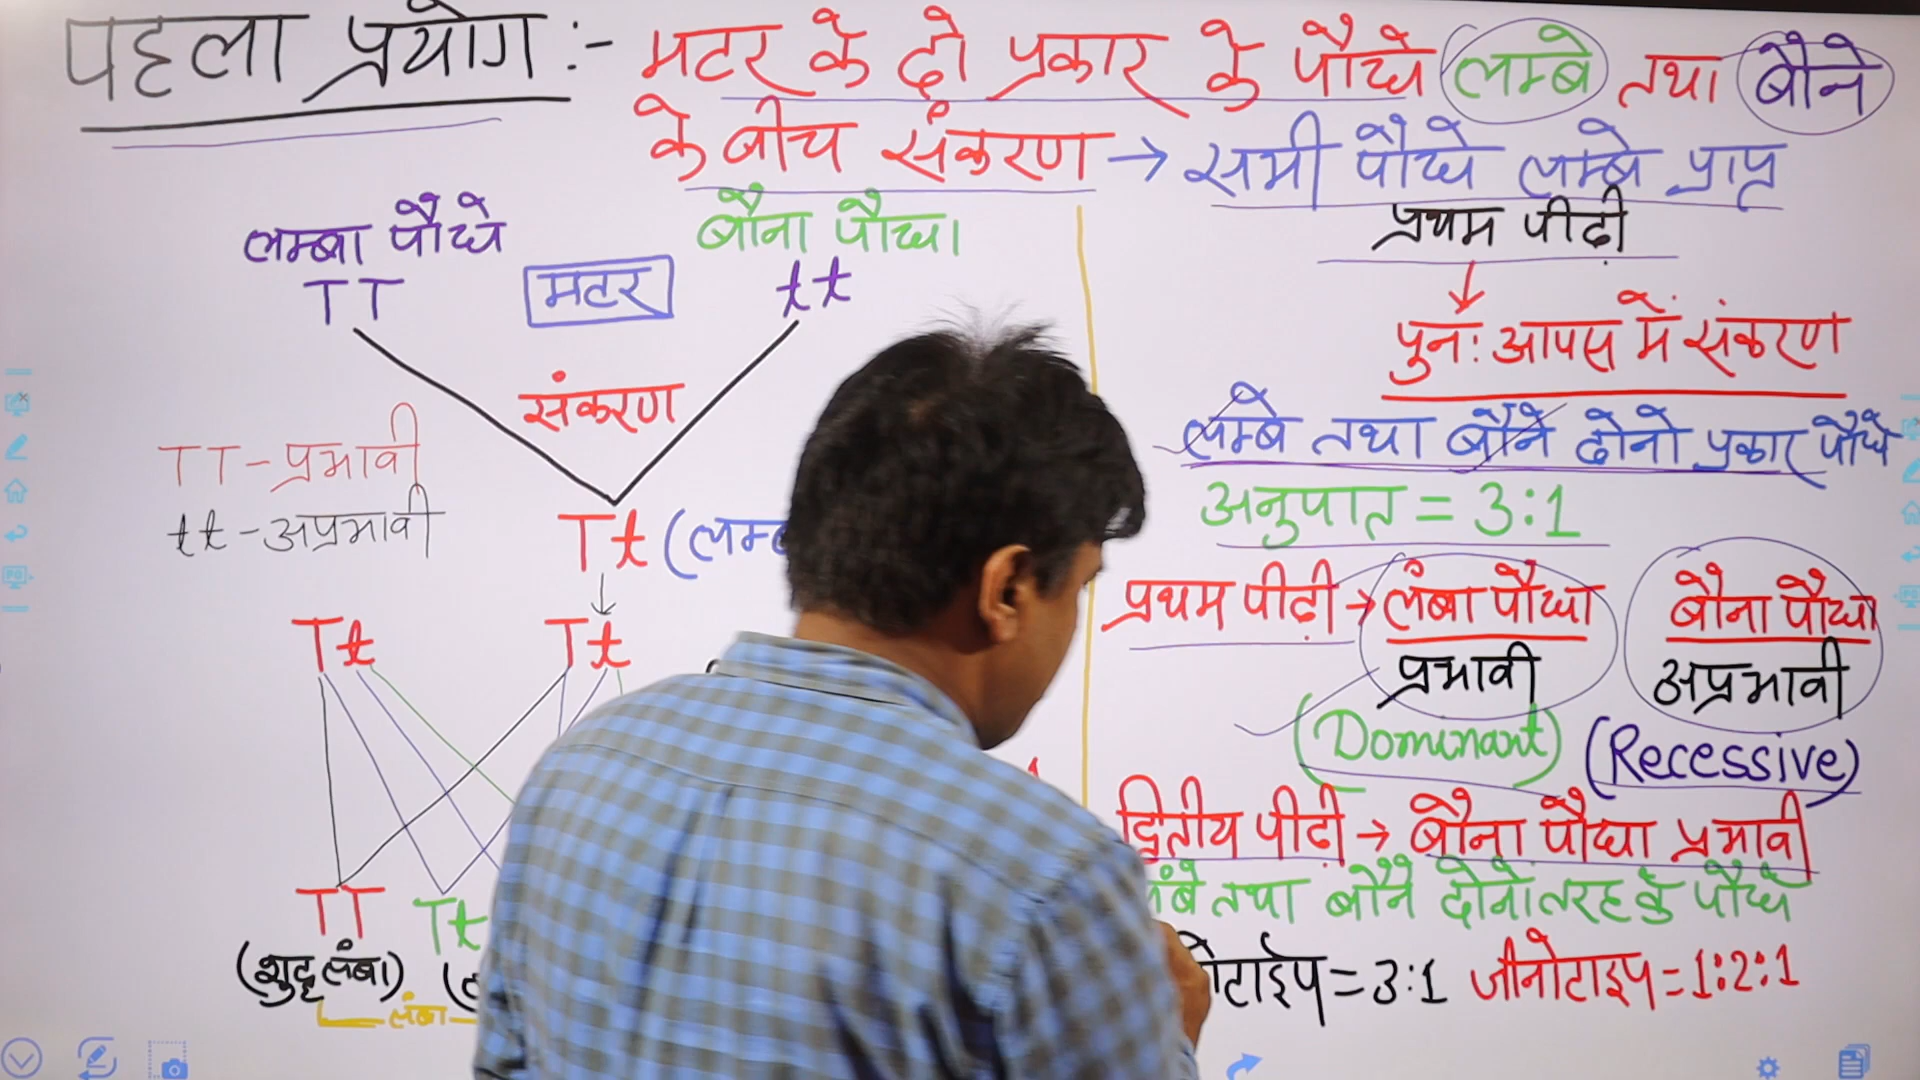 पहला प्रयोग :- मटर के दो प्रकार के पौधे लम्बे तथा बौने
के बीच संकरण → सभी पौधे लम्बे प्राप्त
प्रथम पीढ़ी
पुनः आपस में संकरण
लम्बे तथा बौने दोनो प्रकार पौधे
अनुपात = 3:1
प्रथम पीढ़ी → लंबा पौधा बौना पौधा
प्रभावी अप्रभावी
(Dominant) (Recessive)
द्वितीय पीढ़ी → बौना पौधा प्रभावी
तथा बौने दोनो तरह के पौधे
= 3:1 जीनोटाइप = 1:2:1
लम्बा पौधे बौना पौधा
TT मटर tt
संकरण
TT - प्रभावी
tt - अप्रभावी
Tt
Tt Tt
TT Tt
(शुद्ध लंबा)
लंबा